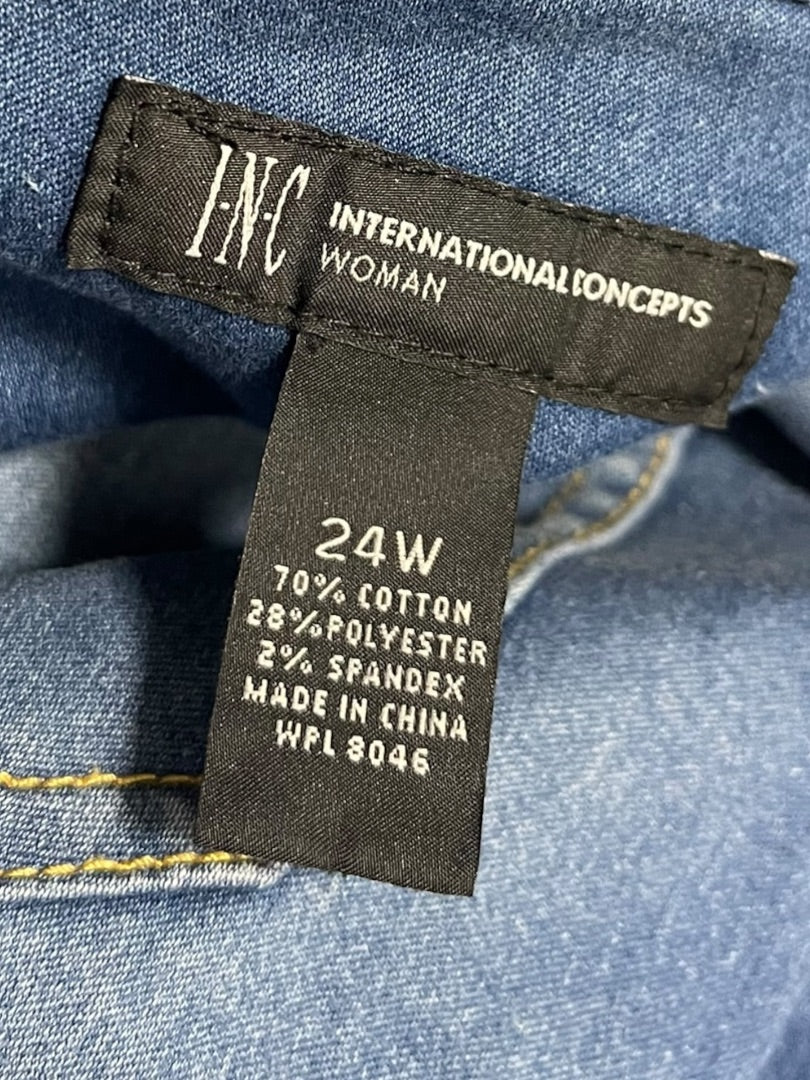 I·N·C INTERNATIONAL CONCEPTS
WOMAN
24W
70% COTTON
28% POLYESTER
2% SPANDEX
MADE IN CHINA
WPL 8046